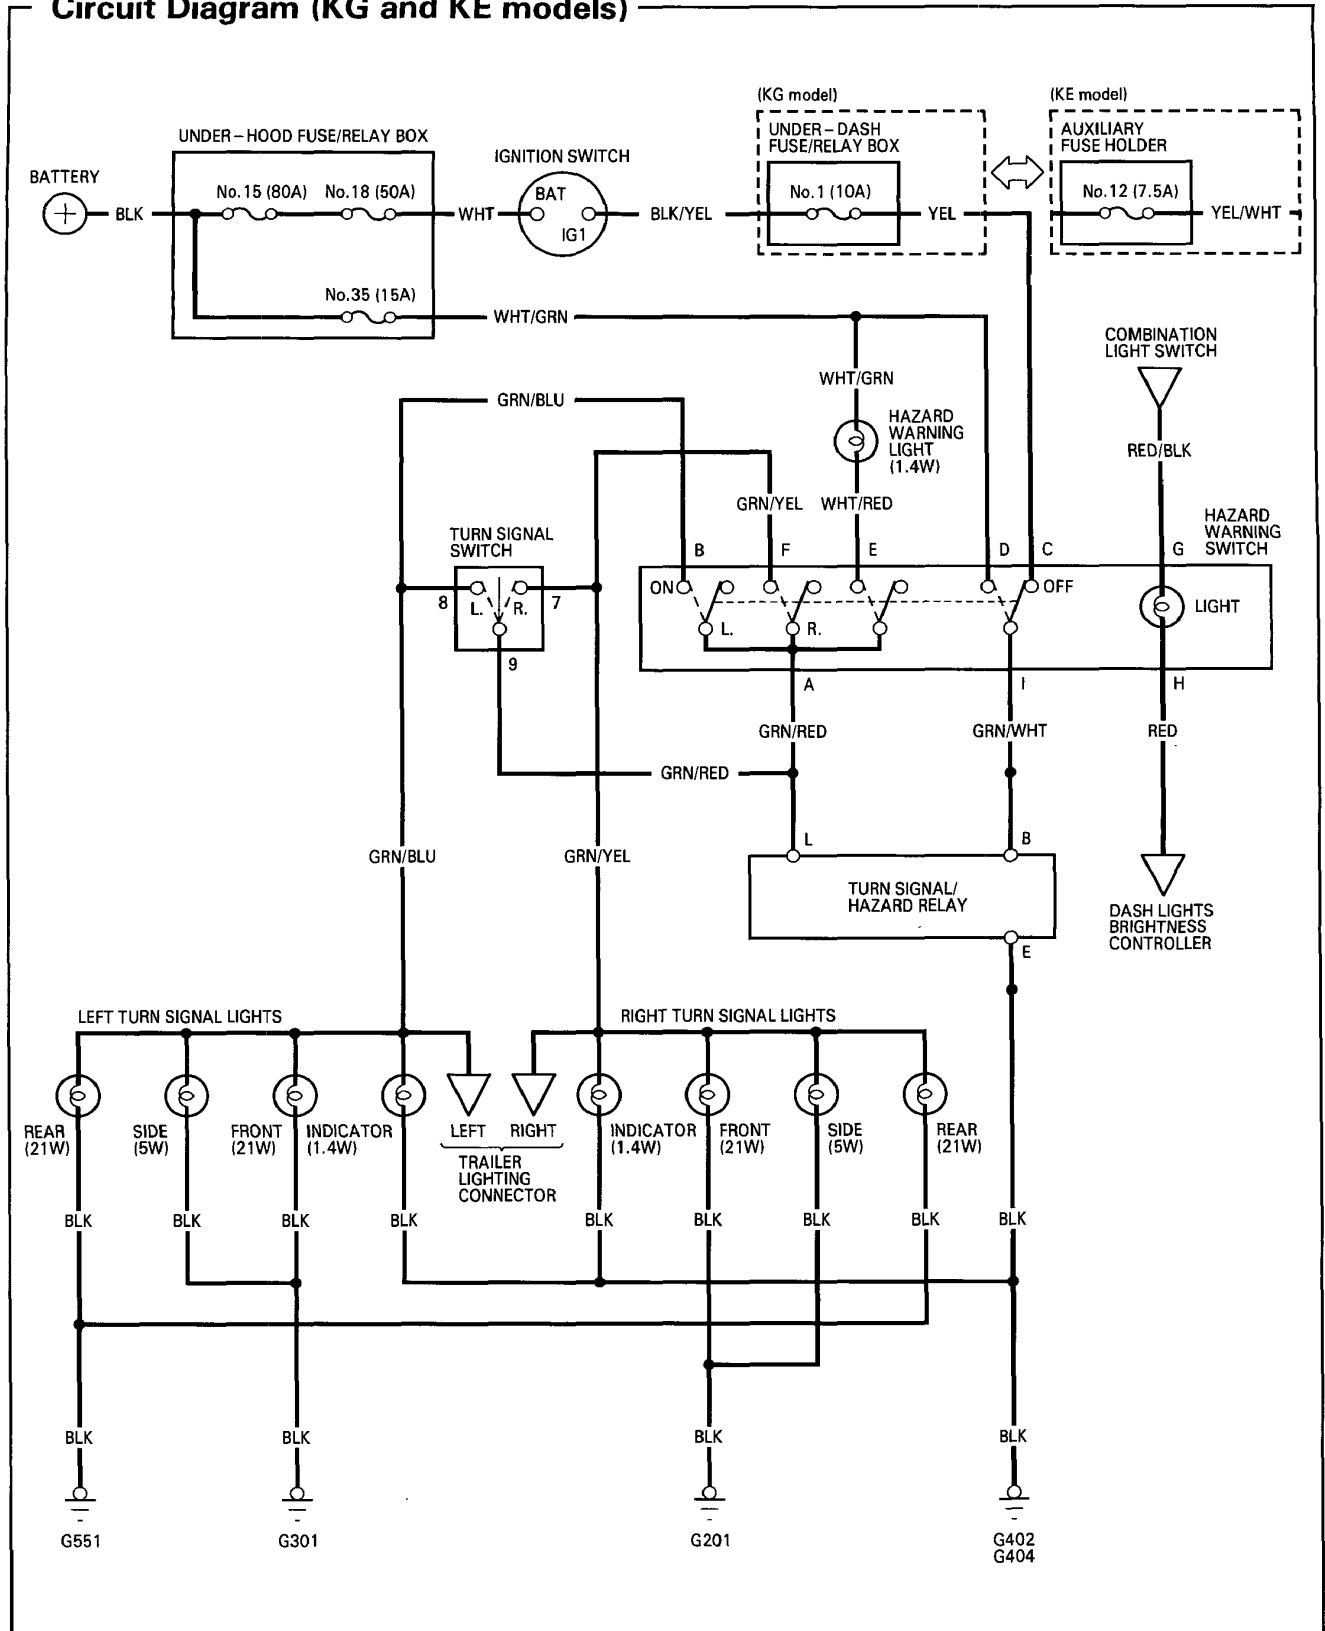 Circuit Diagram (KG and KE models)
(KG model)
(KE model)
UNDER-HOOD FUSE/RELAY BOX
UNDER-DASH
FUSE/RELAY BOX
AUXILIARY
FUSE HOLDER
IGNITION SWITCH
BATTERY
No.15 (80A)
No.18 (50A)
BAT
No.1 (10A)
No.12 (7.5A)
+
BLK
WHT
BLK/YEL
YEL
YEL/WHT
IG1
No.35 (15A)
WHT/GRN
COMBINATION
LIGHT SWITCH
WHT/GRN
GRN/BLU
HAZARD
WARNING
LIGHT
(1.4W)
RED/BLK
GRN/YEL
WHT/RED
HAZARD
WARNING
SWITCH
TURN SIGNAL
SWITCH
B
F
E
D
C
G
ON
OFF
8
L.
R.
7
LIGHT
L.
R.
9
A
I
H
GRN/RED
GRN/WHT
RED
GRN/RED
L
B
GRN/BLU
GRN/YEL
TURN SIGNAL/
HAZARD RELAY
DASH LIGHTS
BRIGHTNESS
CONTROLLER
E
LEFT TURN SIGNAL LIGHTS
RIGHT TURN SIGNAL LIGHTS
REAR
(21W)
SIDE
(5W)
FRONT
(21W)
INDICATOR
(1.4W)
LEFT
RIGHT
TRAILER
LIGHTING
CONNECTOR
INDICATOR
(1.4W)
FRONT
(21W)
SIDE
(5W)
REAR
(21W)
BLK
BLK
BLK
BLK
BLK
BLK
BLK
BLK
BLK
BLK
BLK
BLK
BLK
G551
G301
G201
G402
G404